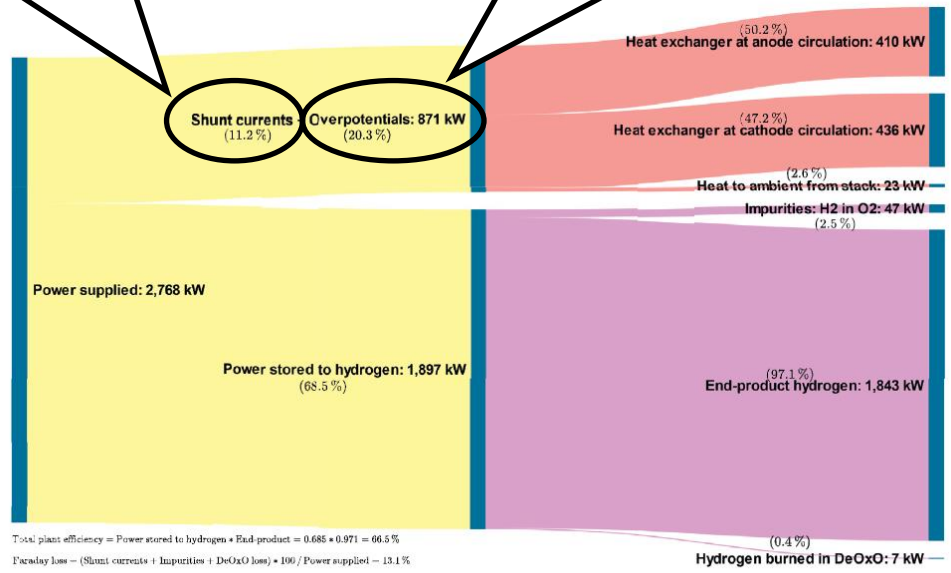 (50.2 %)
Heat exchanger at anode circulation: 410 kW
Shunt currents Overpotentials: 871 kW
(11.2 %) (20.3 %)
(47.2 %)
Heat exchanger at cathode circulation: 436 kW
(2.6 %)
Heat to ambient from stack: 23 kW
Impurities: H2 in O2: 47 kW
(2.5 %)
Power supplied: 2,768 kW
Power stored to hydrogen: 1,897 kW
(68.5 %)
(97.1 %)
End-product hydrogen: 1,843 kW
Total plant efficiency = Power stored to hydrogen * End-product = 0.685 * 0.971 = 66.5 %
(0.4 %)
Faraday loss = (Shunt currents + Impurities + DeOxO loss) * 100 / Power supplied = 13.1 %
Hydrogen burned in DeOxO: 7 kW